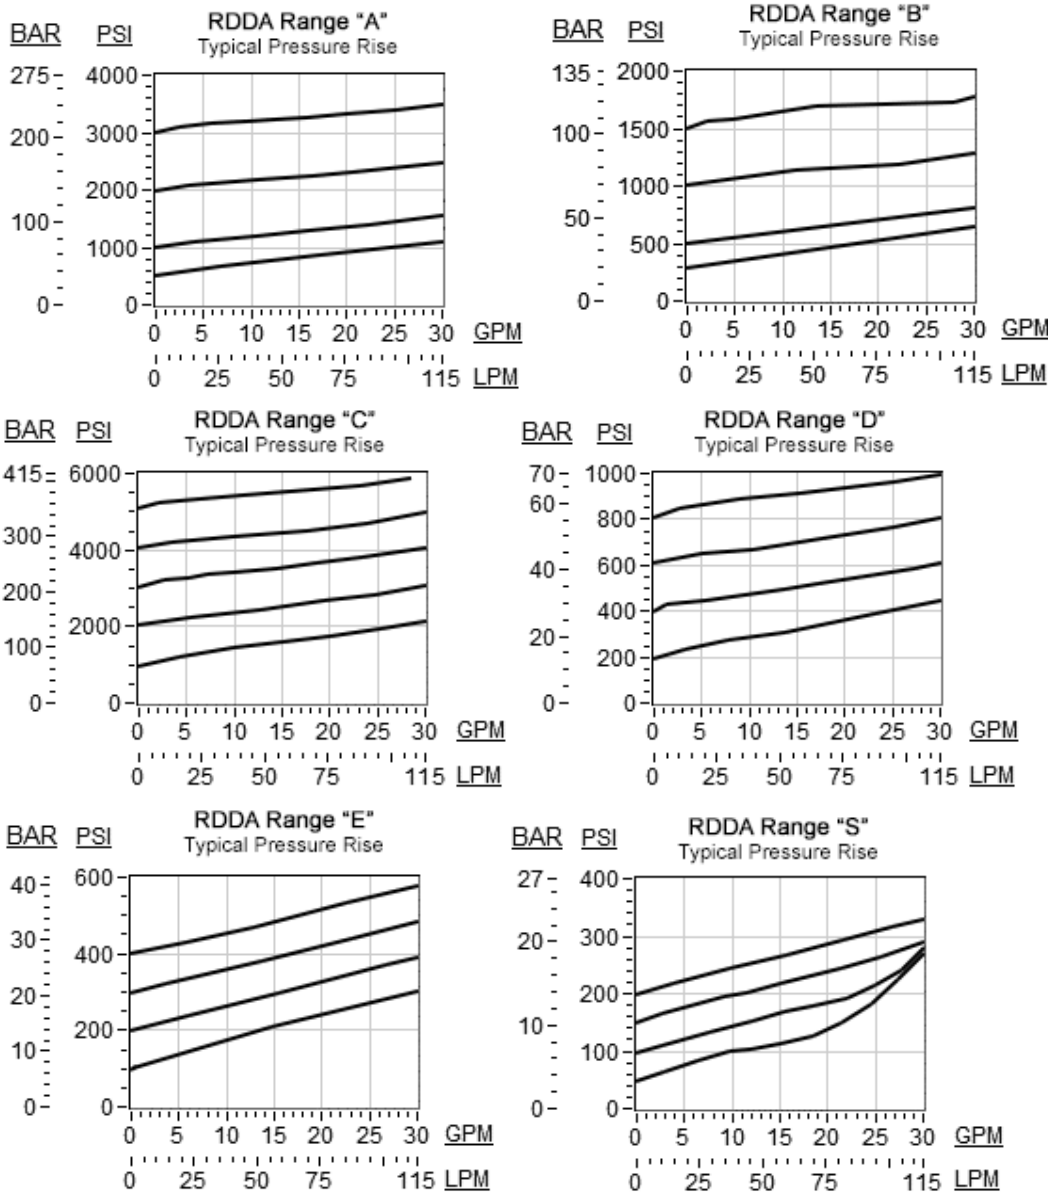 RDDA Range “A”
Typical Pressure Rise
BAR PSI
275 4000
3000
200
2000
100
1000
0 0
0 5 10 15 20 25 30 GPM
0 25 50 75 115 LPM
RDDA Range “B”
Typical Pressure Rise
BAR PSI
135 2000
100 1500
1000
50
500
0 0
0 5 10 15 20 25 30 GPM
0 25 50 75 115 LPM
RDDA Range “C”
Typical Pressure Rise
BAR PSI
415 6000
300
4000
200
2000
100
0 0
0 5 10 15 20 25 30 GPM
0 25 50 75 115 LPM
RDDA Range “D”
Typical Pressure Rise
BAR PSI
70 1000
60
800
600
40
400
20
200
0 0
0 5 10 15 20 25 30 GPM
0 25 50 75 115 LPM
RDDA Range “E”
Typical Pressure Rise
BAR PSI
40 600
30
400
20
200
10
0 0
0 5 10 15 20 25 30 GPM
0 25 50 75 115 LPM
RDDA Range “S”
Typical Pressure Rise
BAR PSI
27 400
20 300
200
10
100
0 0
0 5 10 15 20 25 30 GPM
0 25 50 75 115 LPM